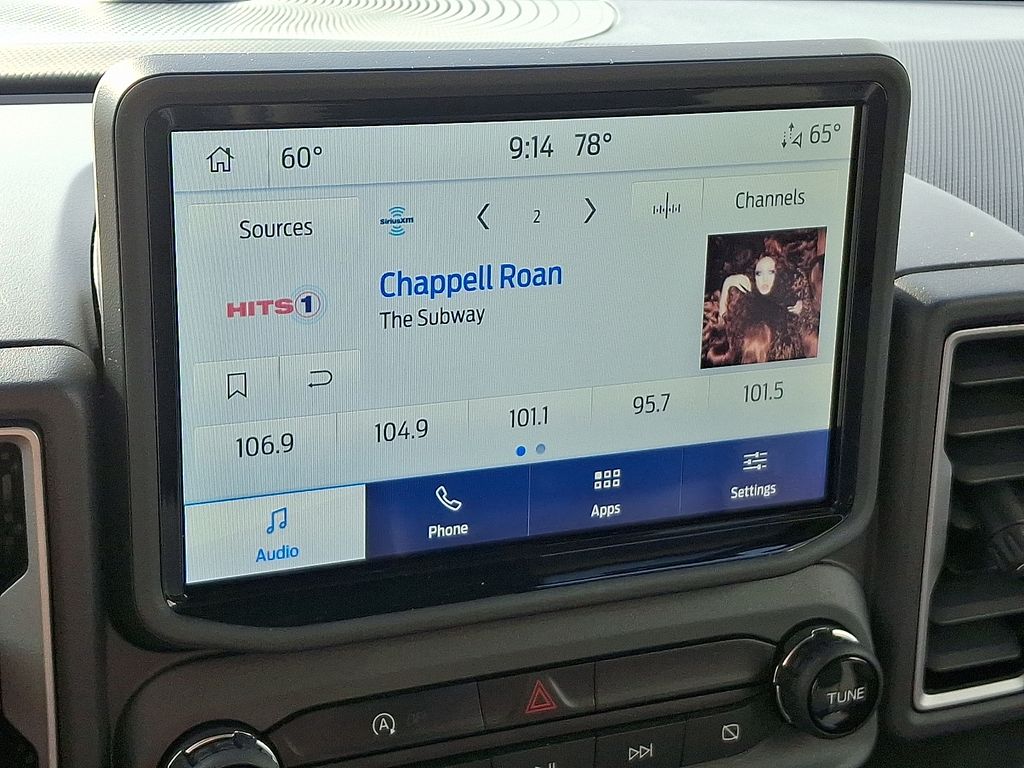 60° 9:14 78° 65°
Sources SiriusXM 2 Channels
Chappell Roan
HITS 1
The Subway
106.9 104.9 101.1 95.7 101.5
Audio Phone Apps Settings
TUNE
A